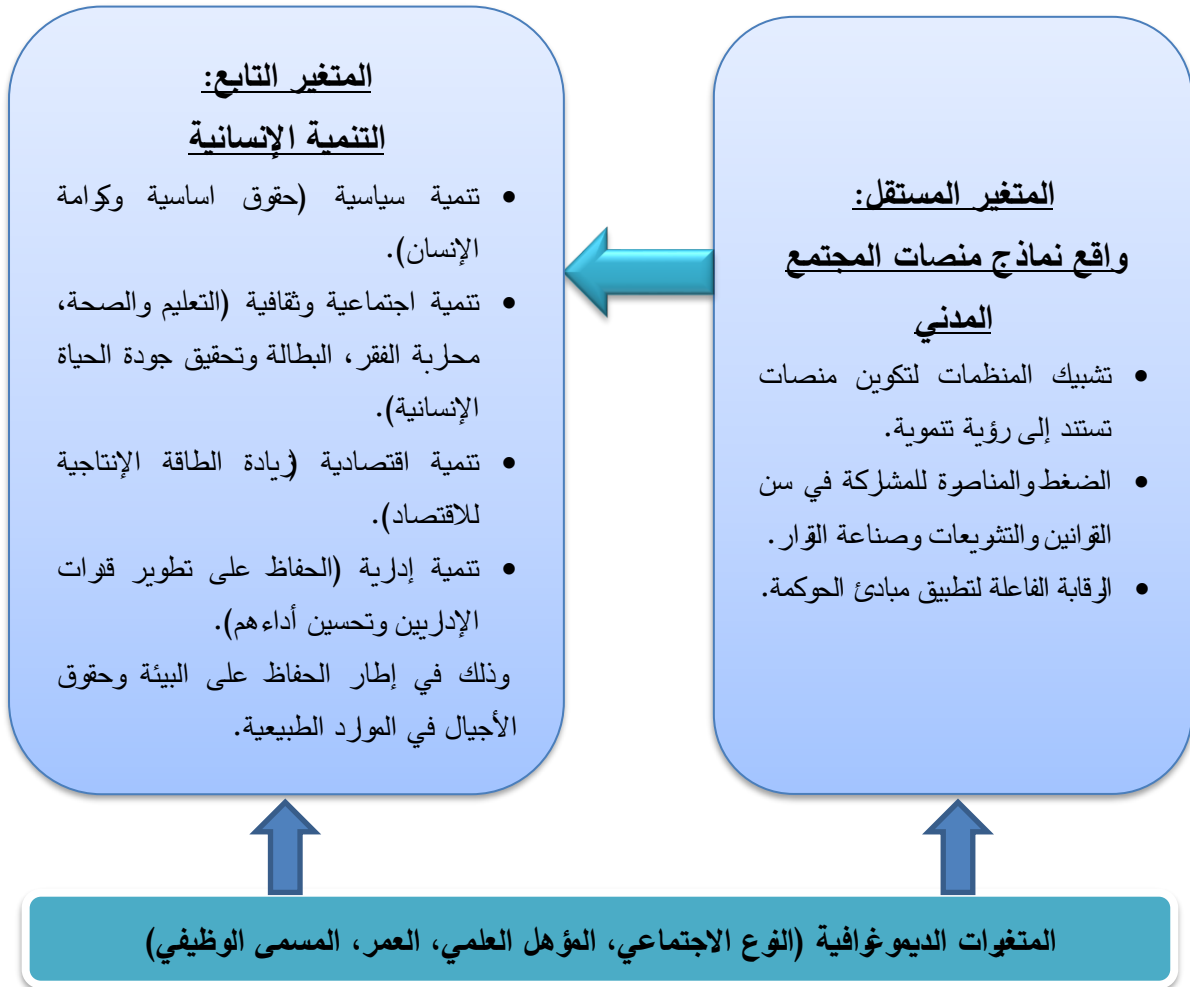 المتغير المستقل:
واقع نماذج منصات المجتمع
المدني
• تشبيك المنظمات لتكوين منصات
تستند إلى رؤية تنموية.
• الضغط والمناصرة للمشاركة في سن
القوانين والتشريعات وصناعة القرار.
• الرقابة الفاعلة لتطبيق مبادئ الحوكمة.
المتغير التابع:
التنمية الإنسانية
• تنمية سياسية (حقوق اساسية وكرامة
الإنسان).
• تنمية اجتماعية وثقافية (التعليم والصحة،
محاربة الفقر، البطالة وتحقيق جودة الحياة
الإنسانية).
• تنمية اقتصادية (زيادة الطاقة الإنتاجية
للاقتصاد).
• تنمية إدارية (الحفاظ على تطوير قدرات
الإداريين وتحسين أداءهم).
وذلك في إطار الحفاظ على البيئة وحقوق
الأجيال في الموارد الطبيعية.
المتغيرات الديموغرافية (النوع الاجتماعي، المؤهل العلمي، العمر، المسمى الوظيفي)